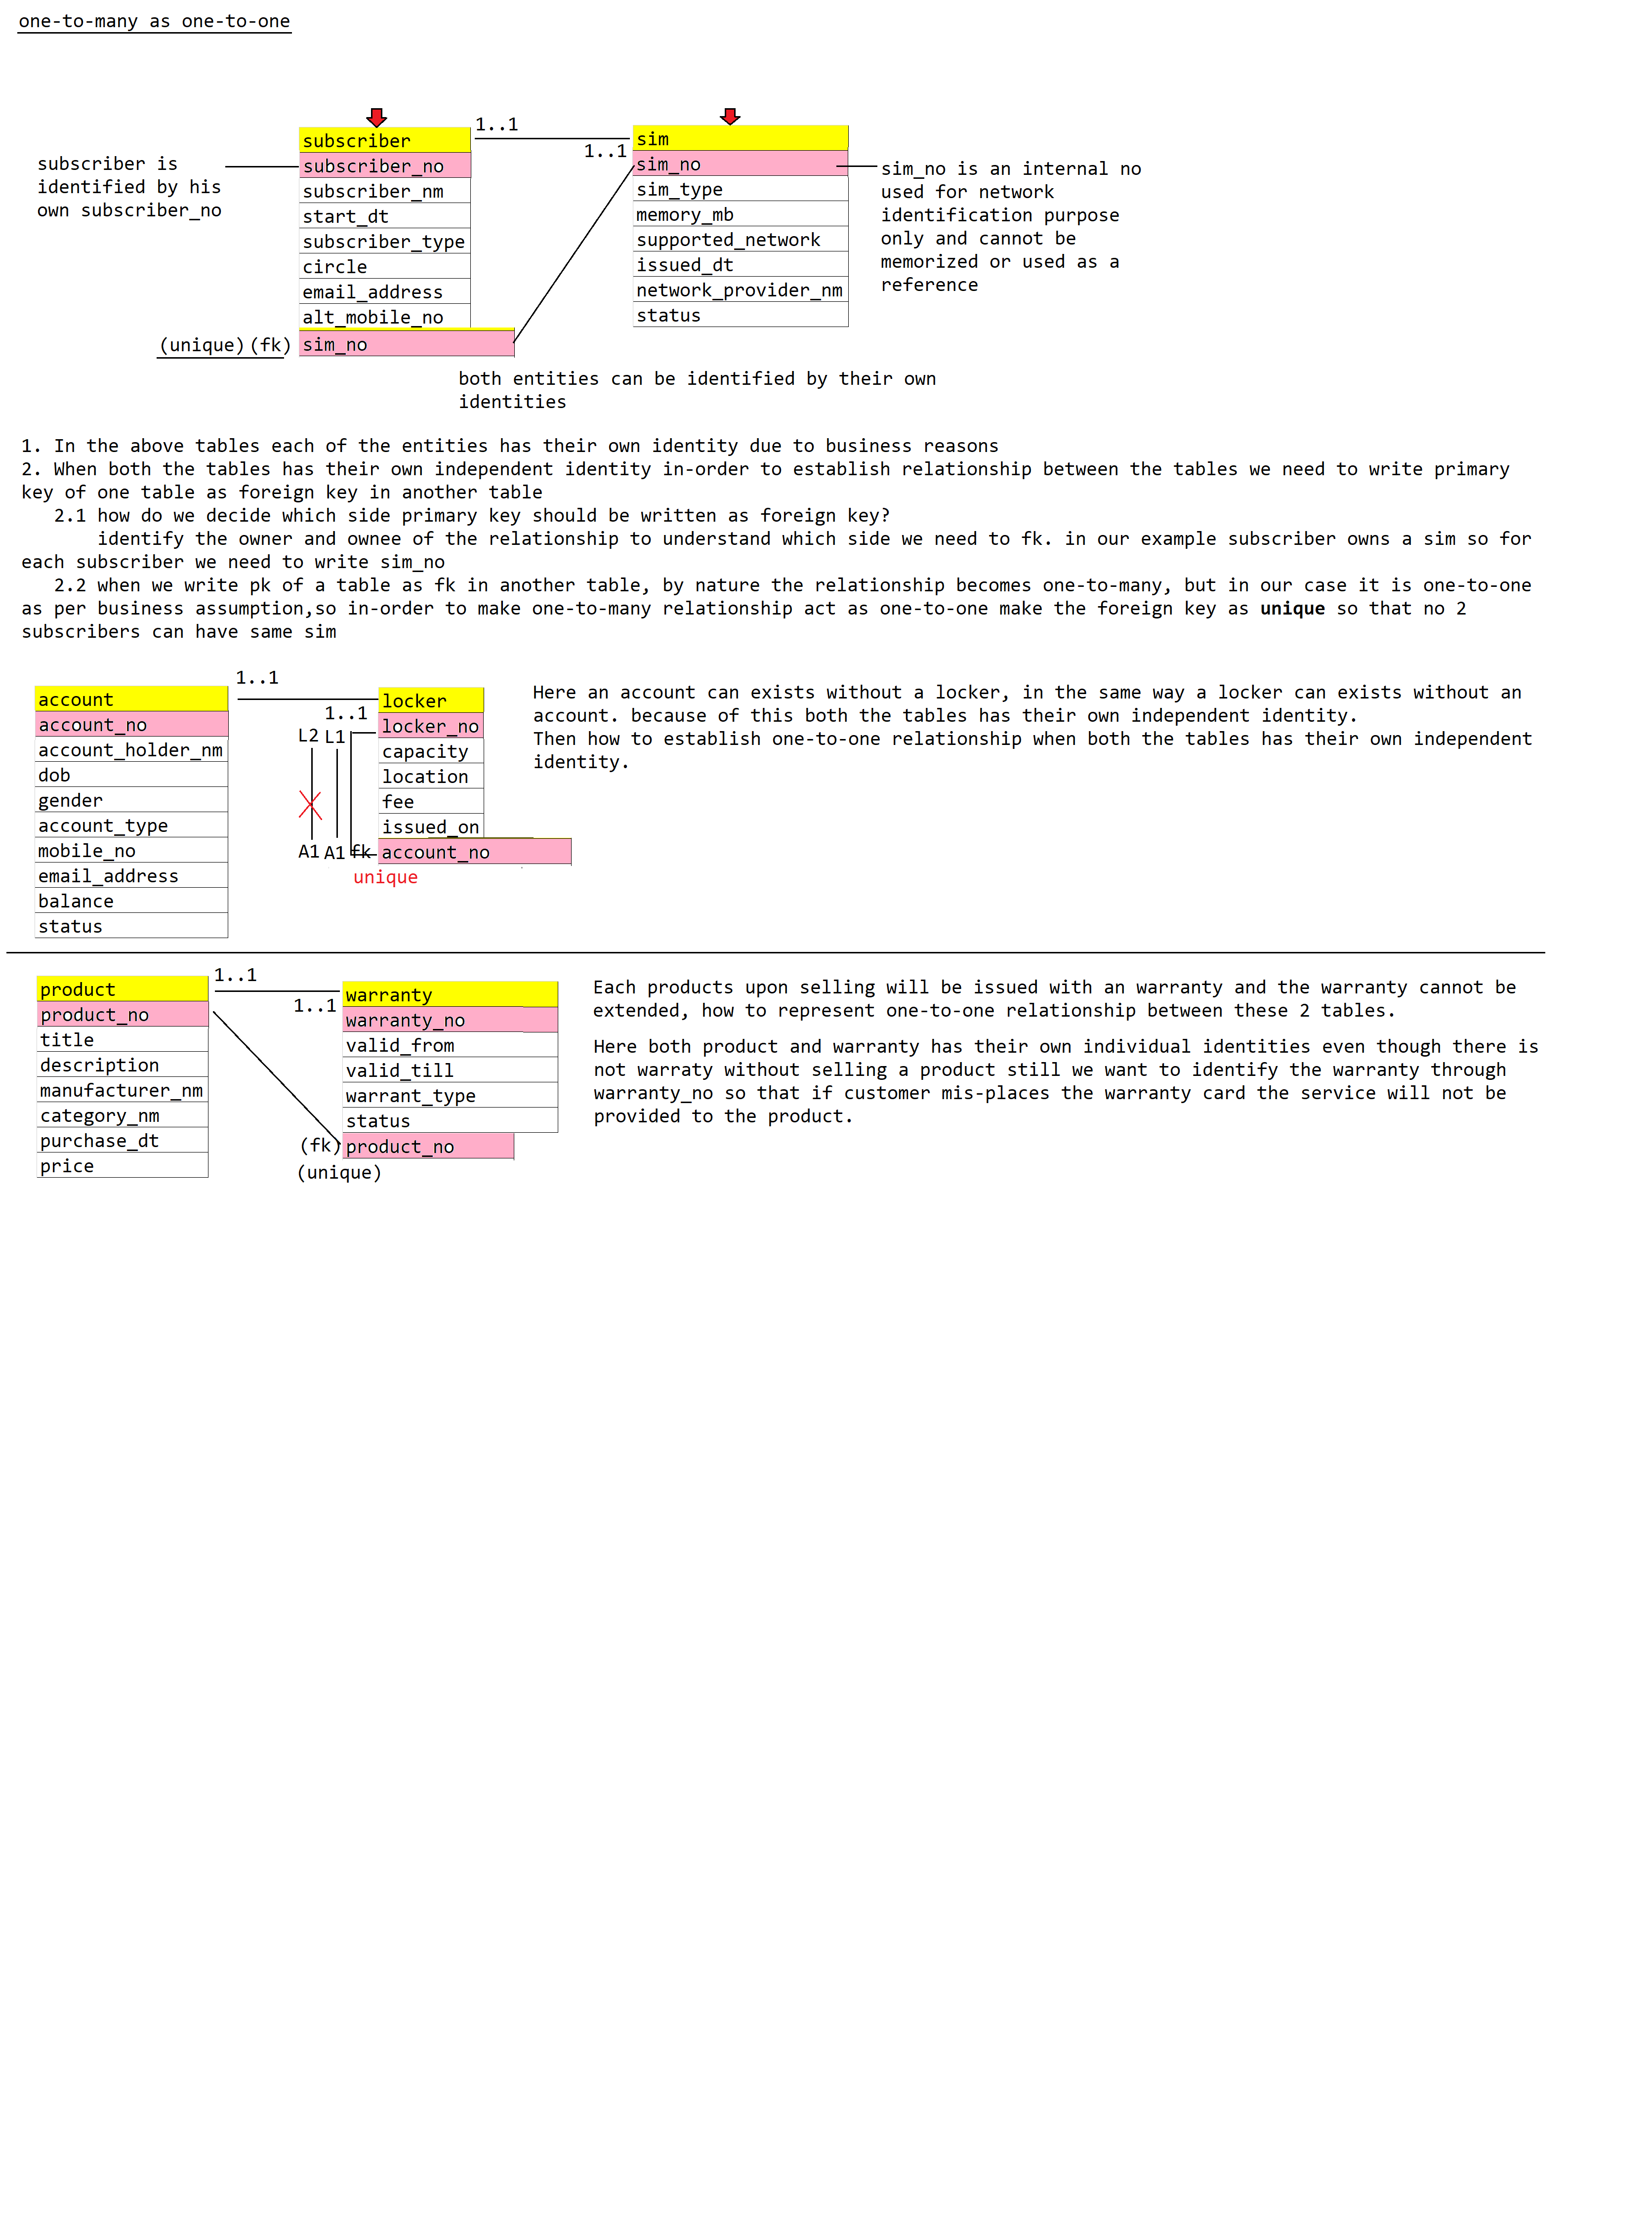 one-to-many as one-to-one
1..1
1..1
subscriber
subscriber_no
subscriber_nm
start_dt
subscriber_type
circle
email_address
alt_mobile_no
sim_no
(unique)(fk)
subscriber is
identified by his
own subscriber_no
sim
sim_no
sim_type
memory_mb
supported_network
issued_dt
network_provider_nm
status
sim_no is an internal no
used for network
identification purpose
only and cannot be
memorized or used as a
reference
both entities can be identified by their own
identities
1. In the above tables each of the entities has their own identity due to business reasons
2. When both the tables has their own independent identity in-order to establish relationship between the tables we need to write primary
key of one table as foreign key in another table
2.1 how do we decide which side primary key should be written as foreign key?
identify the owner and ownee of the relationship to understand which side we need to fk. in our example subscriber owns a sim so for
each subscriber we need to write sim_no
2.2 when we write pk of a table as fk in another table, by nature the relationship becomes one-to-many, but in our case it is one-to-one
as per business assumption,so in-order to make one-to-many relationship act as one-to-one make the foreign key as unique so that no 2
subscribers can have same sim
account
account_no
account_holder_nm
dob
gender
account_type
mobile_no
email_address
balance
status
1..1
1..1
L2 L1
A1 A1 fk
unique
locker
locker_no
capacity
location
fee
issued_on
account_no
Here an account can exists without a locker, in the same way a locker can exists without an
account. because of this both the tables has their own independent identity.
Then how to establish one-to-one relationship when both the tables has their own independent
identity.
product
product_no
title
description
manufacturer_nm
category_nm
purchase_dt
price
1..1
1..1
warranty
warranty_no
valid_from
valid_till
warrant_type
status
(fk) product_no
(unique)
Each products upon selling will be issued with an warranty and the warranty cannot be
extended, how to represent one-to-one relationship between these 2 tables.
Here both product and warranty has their own individual identities even though there is
not warraty without selling a product still we want to identify the warranty through
warranty_no so that if customer mis-places the warranty card the service will not be
provided to the product.